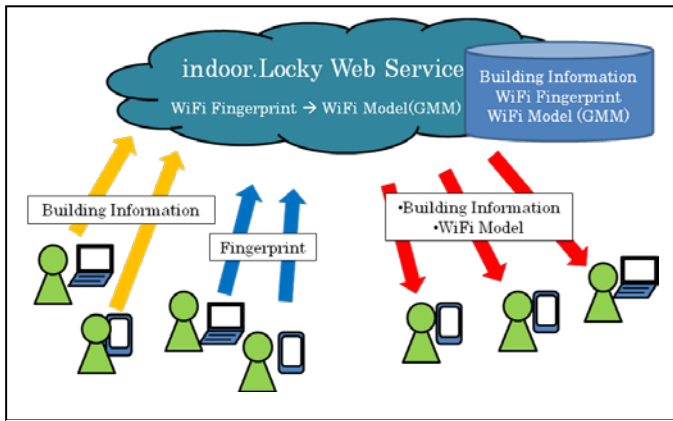 indoor.Locky Web Service
WiFi Fingerprint → WiFi Model(GMM)
Building Information
WiFi Fingerprint
WiFi Model (GMM)
Building Information
Fingerprint
•Building Information
•WiFi Model